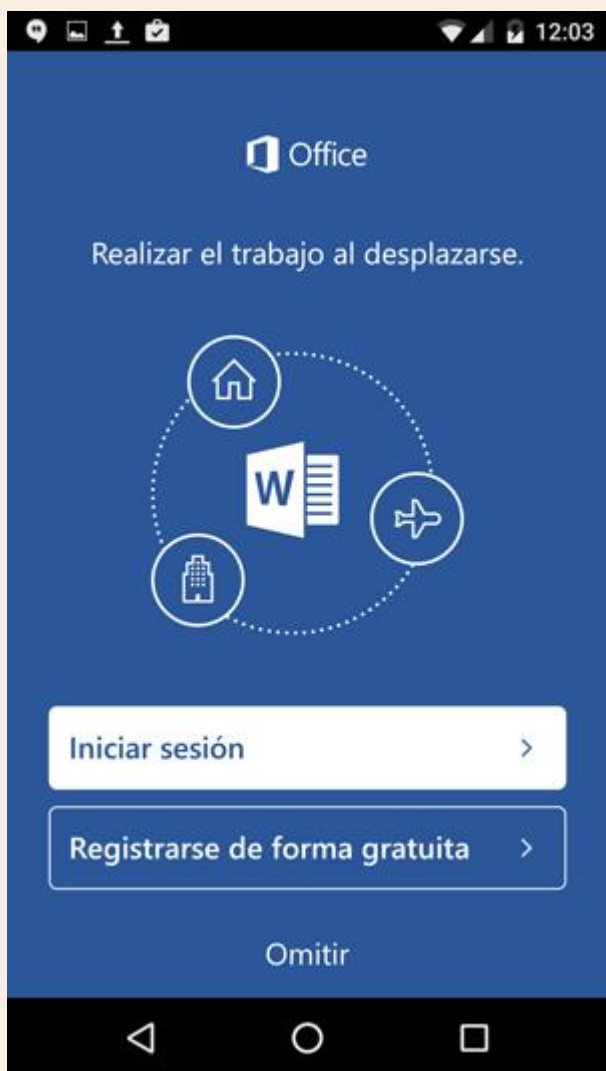 12:03
Office
Realizar el trabajo al desplazarse.
W
Iniciar sesión
Registrarse de forma gratuita
Omitir